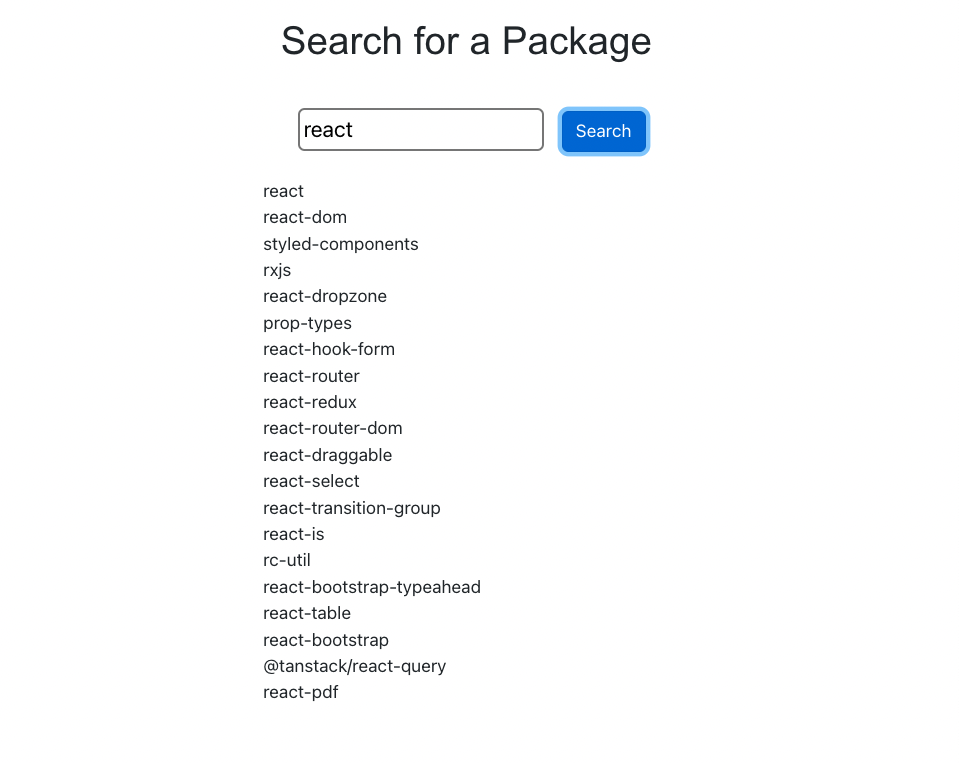 Search for a Package
react
Search
react
react-dom
styled-components
rxjs
react-dropzone
prop-types
react-hook-form
react-router
react-redux
react-router-dom
react-draggable
react-select
react-transition-group
react-is
rc-util
react-bootstrap-typeahead
react-table
react-bootstrap
@tanstack/react-query
react-pdf